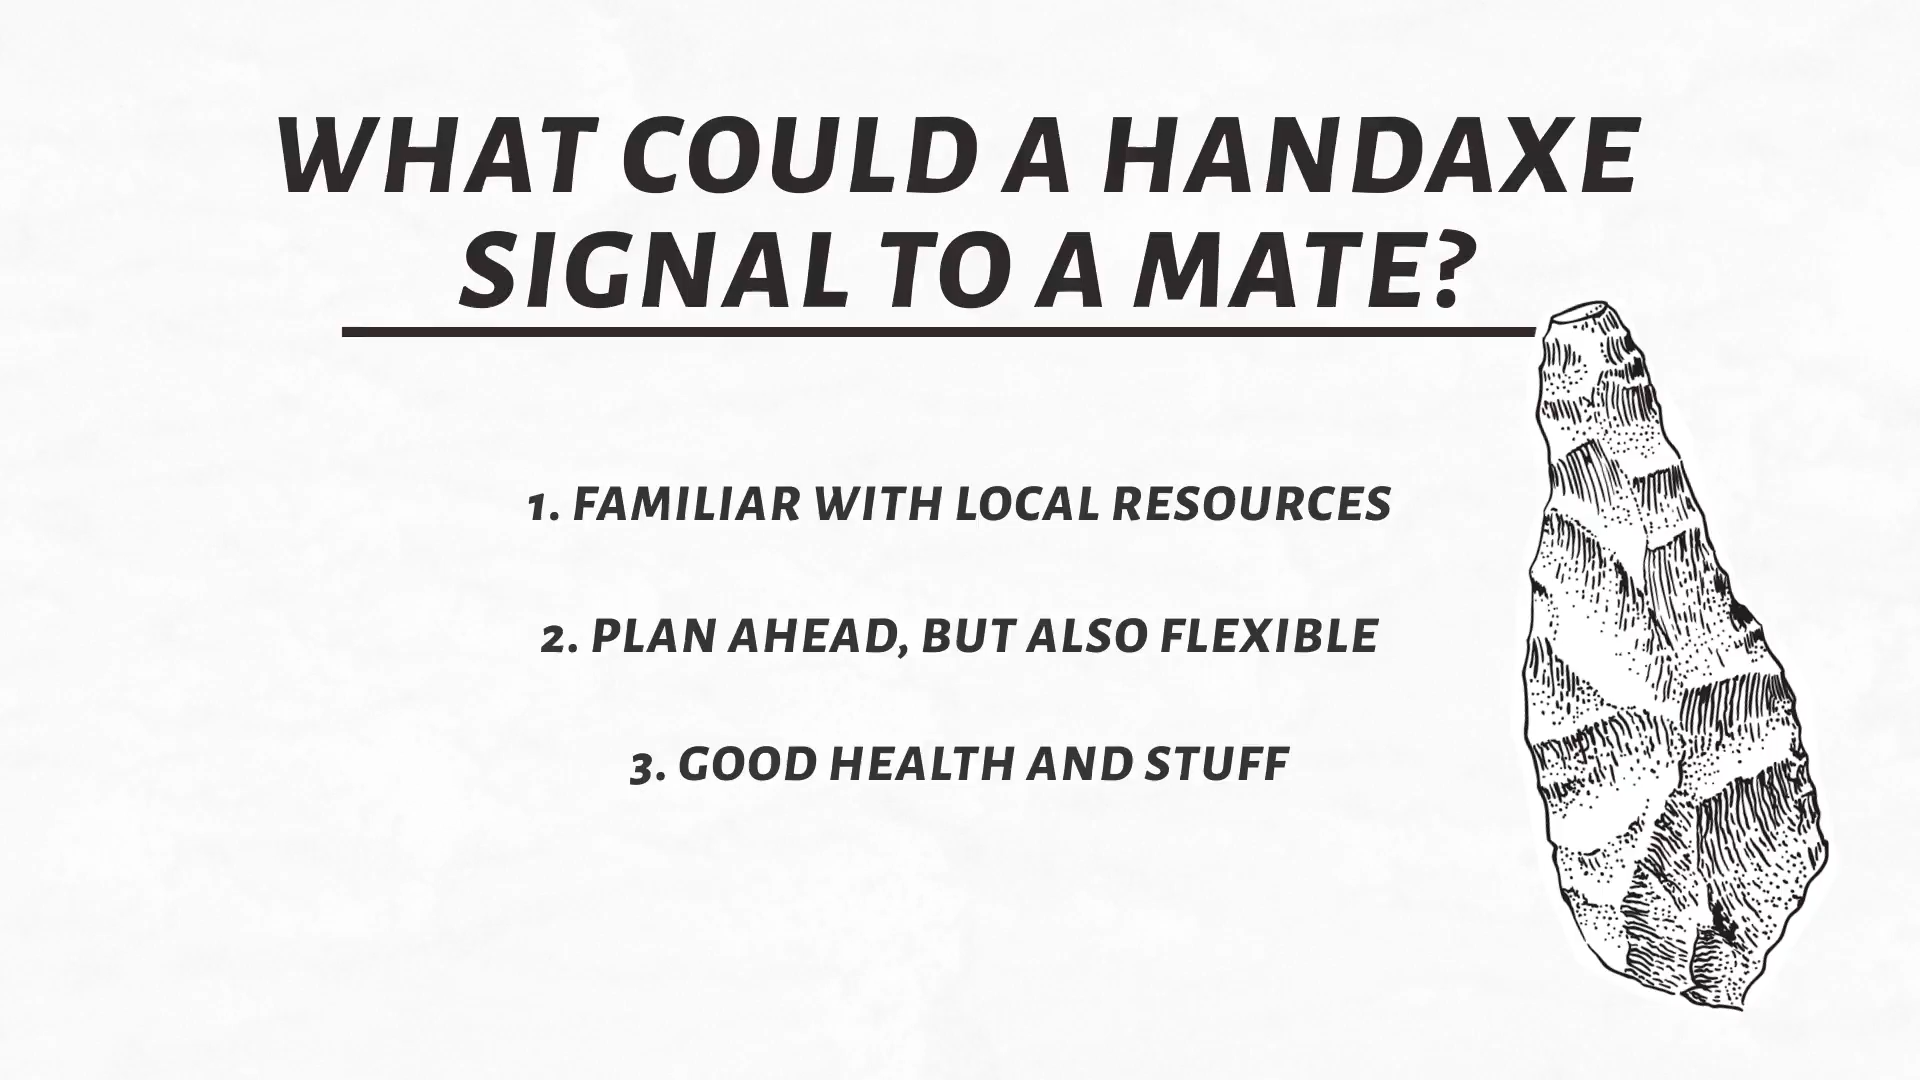 WHAT COULD A HANDAXE
SIGNAL TO A MATE?
1. FAMILIAR WITH LOCAL RESOURCES
2. PLAN AHEAD, BUT ALSO FLEXIBLE
3. GOOD HEALTH AND STUFF